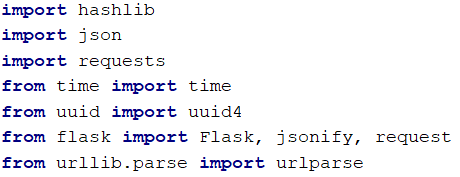 import hashlib
import json
import requests
from time import time
from uuid import uuid4
from flask import Flask, jsonify, request
from urllib.parse import urlparse